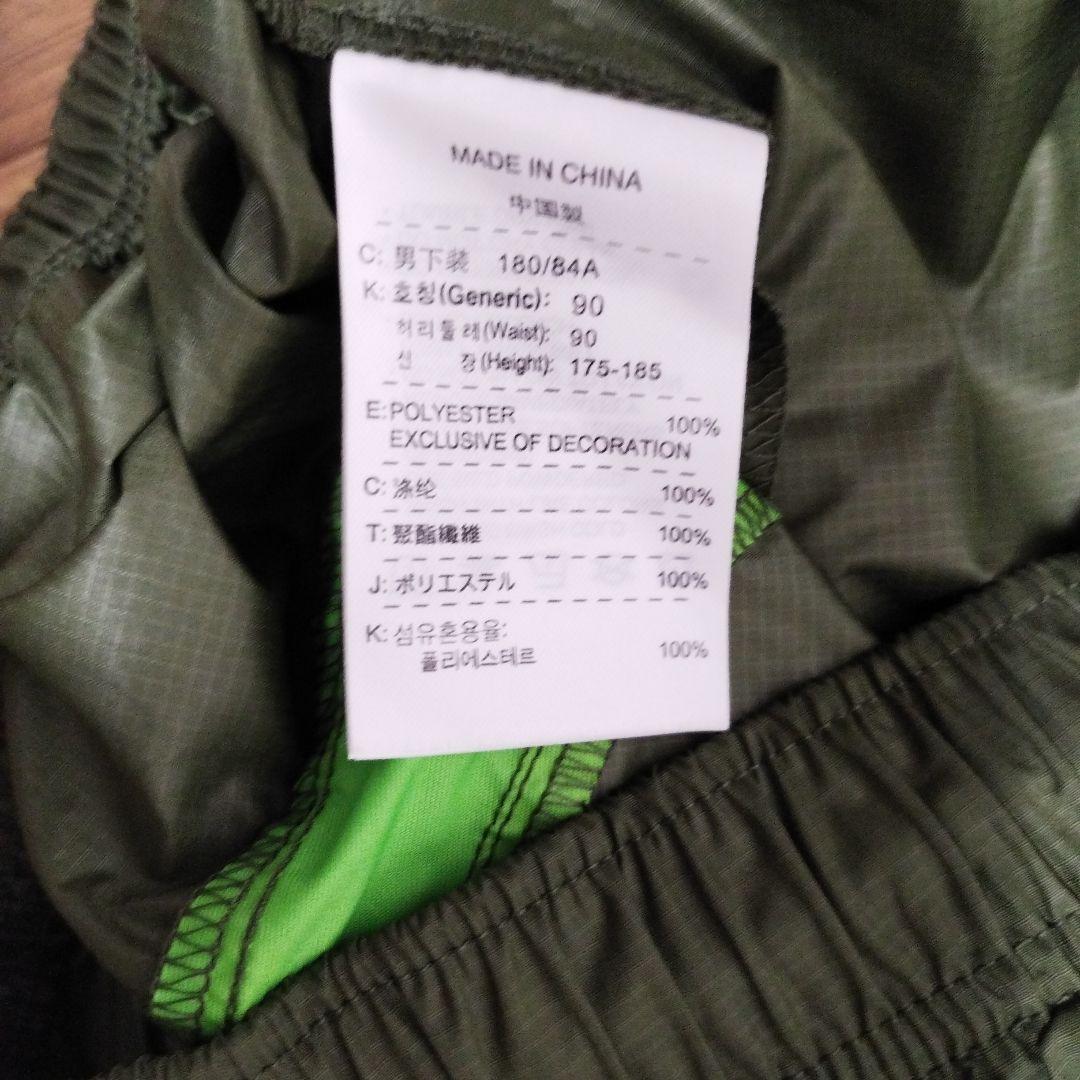 MADE IN CHINA
中国製
C: 男下装 180/84A
K: 호칭(Generic): 90
허리둘레(Waist): 90
신 장(Height): 175-185
E: POLYESTER 100%
EXCLUSIVE OF DECORATION
C: 涤纶 100%
T: 聚酯纖維 100%
J: ポリエステル 100%
K: 섬유혼용율:
폴리에스테르 100%